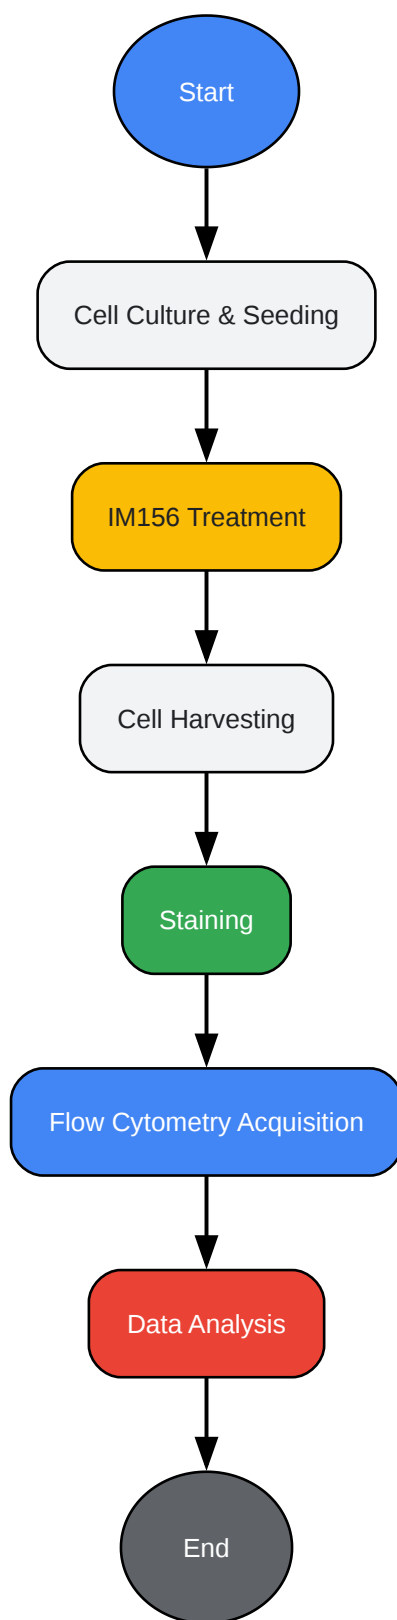 Start
Cell Culture & Seeding
IM156 Treatment
Cell Harvesting
Staining
Flow Cytometry Acquisition
Data Analysis
End